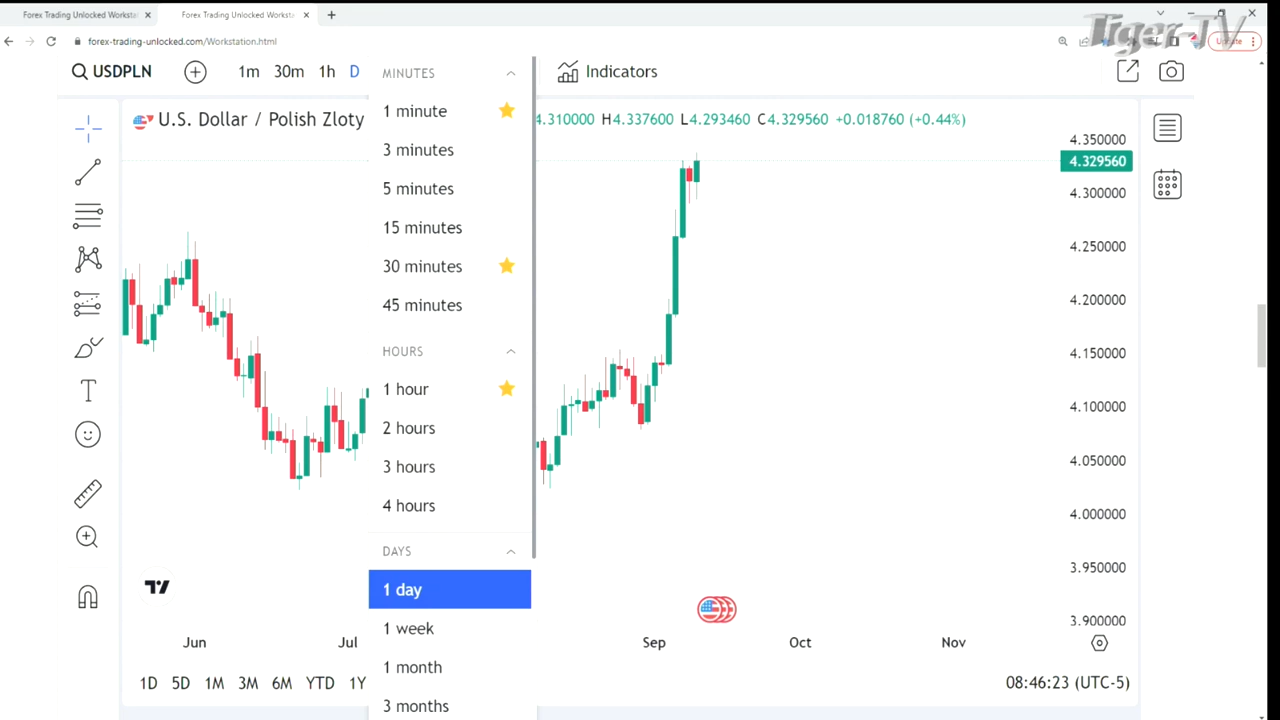 Forex Trading UnlockedWorksta
Forex Trading Unlocked Worksta
Tiger-TV
forex-trading-unlocked.com/Workstation.html
USDPLN
1m 30m 1h D
Indicators
U.S. Dollar / Polish Zloty
4.310000 H4.337600 L4.293460 C4.329560 +0.018760 (+0.44%)
MINUTES
1 minute
3 minutes
5 minutes
15 minutes
30 minutes
45 minutes
HOURS
1 hour
2 hours
3 hours
4 hours
DAYS
1 day
1 week
1 month
3 months
4.350000
4.329560
4.300000
4.250000
4.200000
4.150000
4.100000
4.050000
4.000000
3.950000
3.900000
Jun Jul Sep Oct Nov
1D 5D 1M 3M 6M YTD 1Y
08:46:23 (UTC-5)